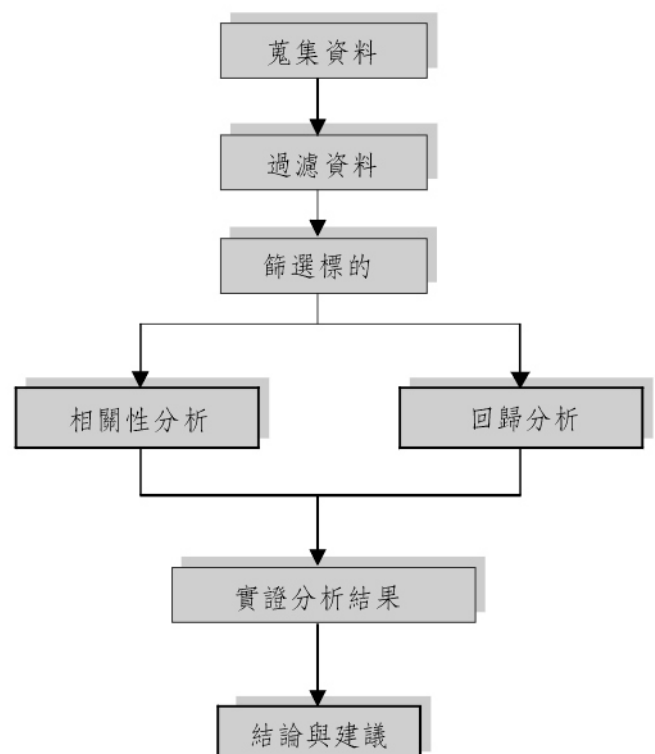 蒐集資料
過濾資料
篩選標的
相關性分析
回歸分析
實證分析結果
結論與建議